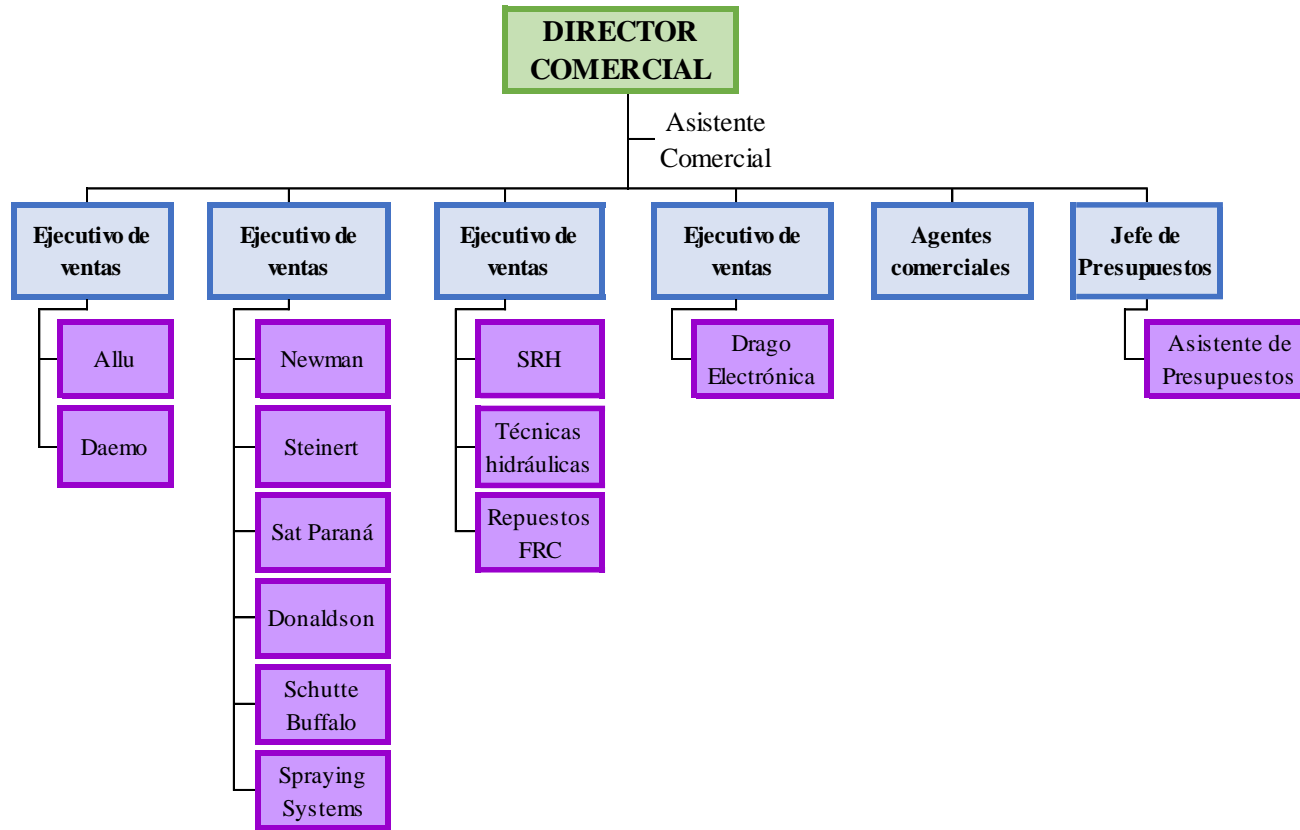 DIRECTOR
COMERCIAL
Asistente
Comercial
Ejecutivo de
ventas
Ejecutivo de
ventas
Ejecutivo de
ventas
Ejecutivo de
ventas
Agentes
comerciales
Jefe de
Presupuestos
Allu
Daemo
Newman
Steinert
Sat Paraná
Donaldson
Schutte
Buffalo
Spraying
Systems
SRH
Técnicas
hidráulicas
Repuestos
FRC
Drago
Electrónica
Asistente de
Presupuestos